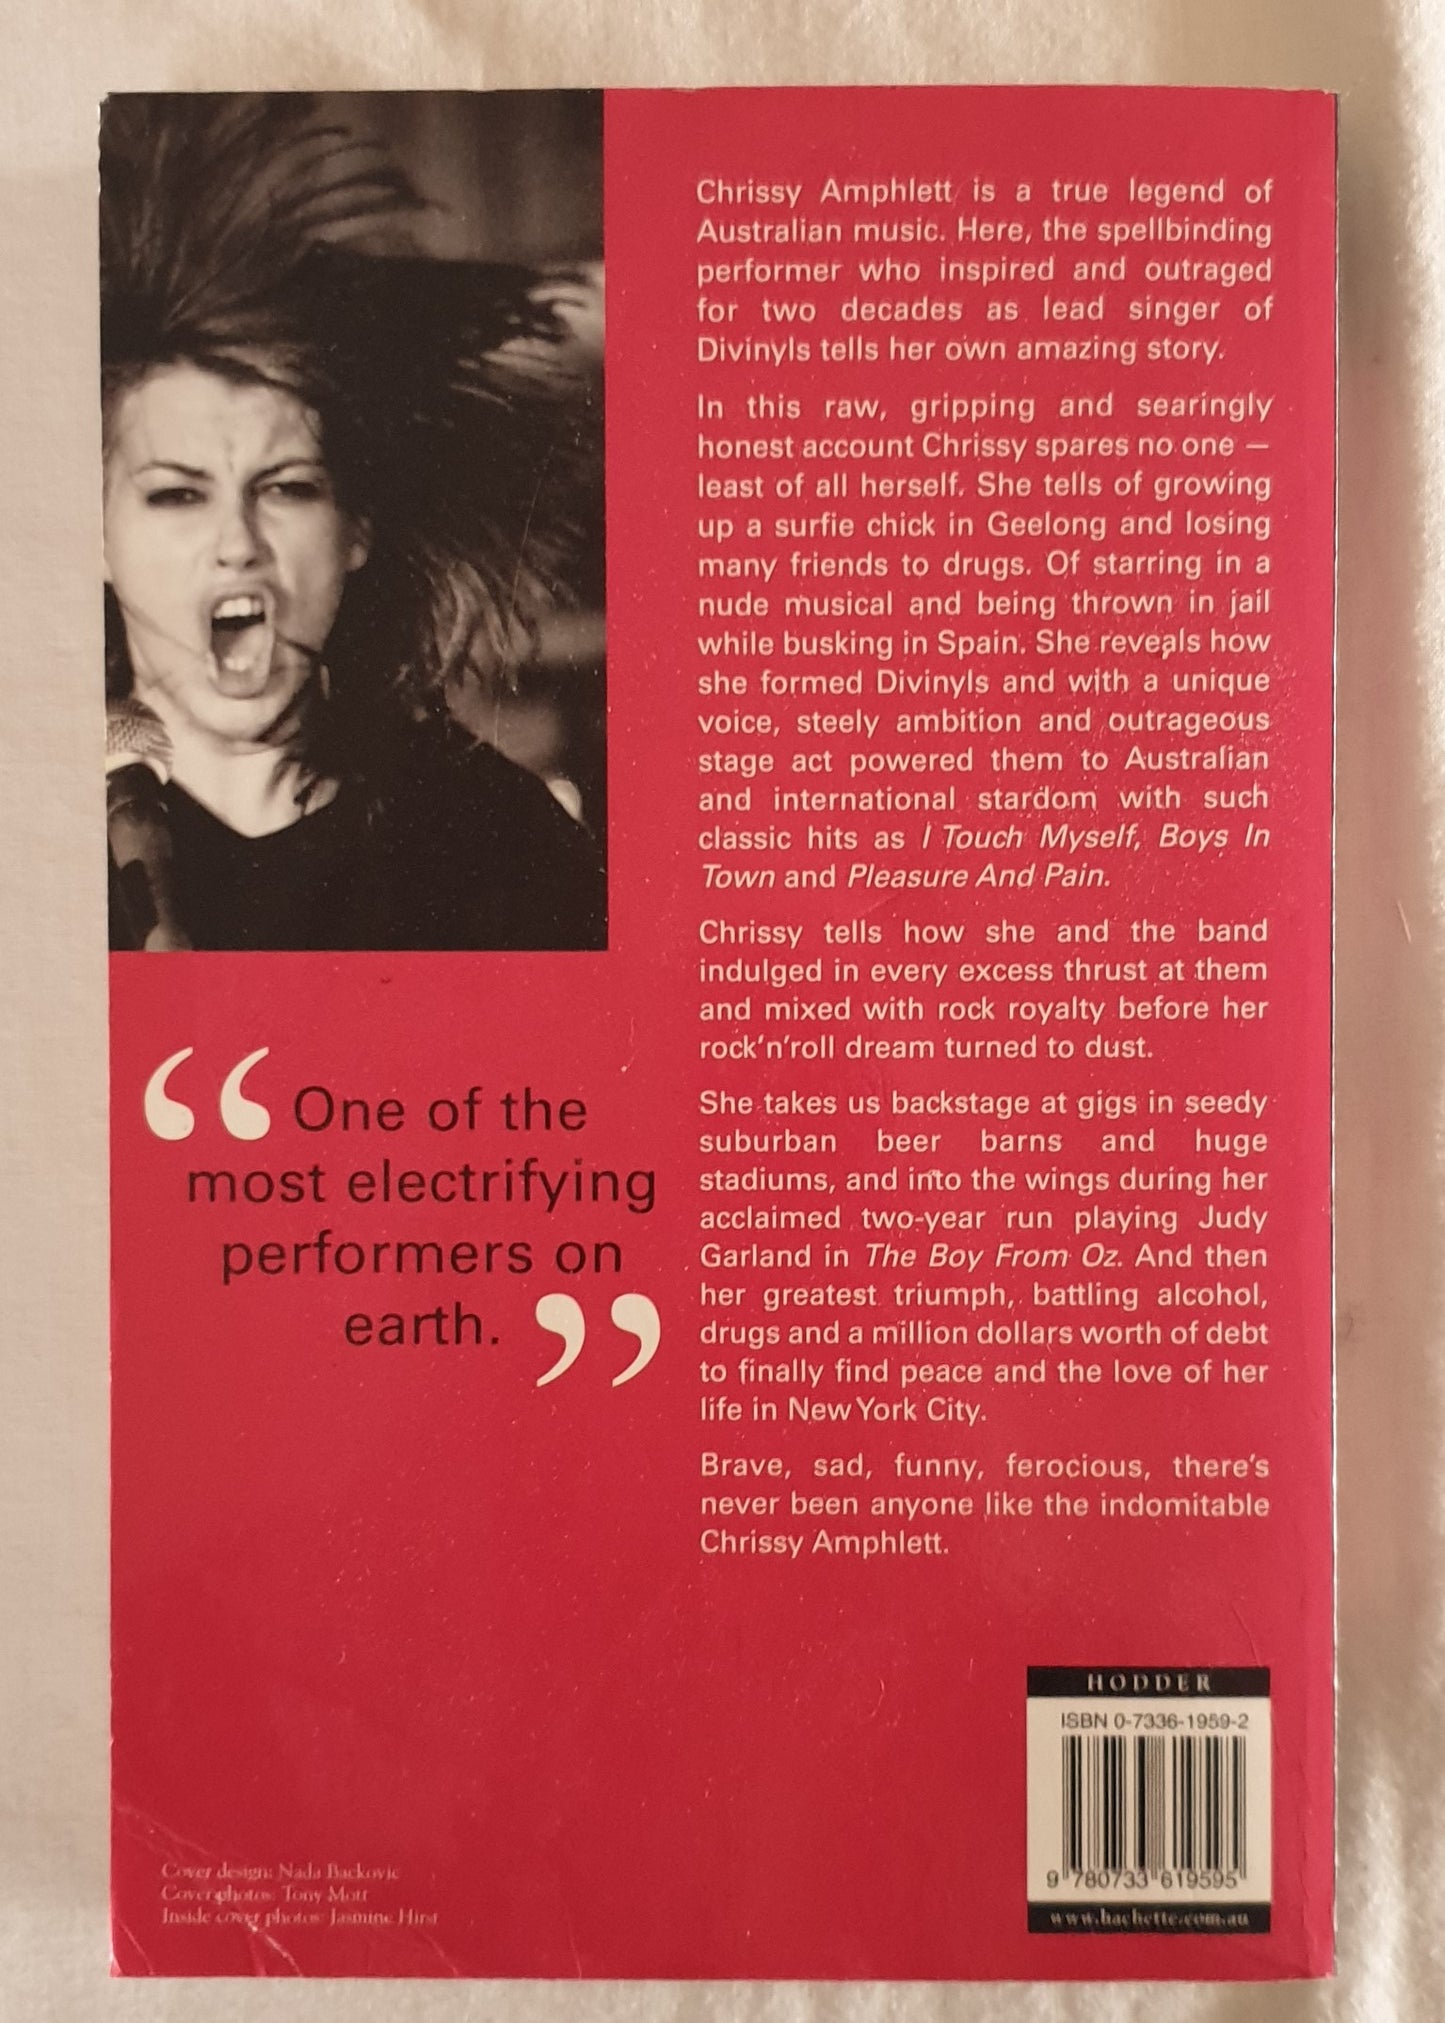 Chrissy Amphlett is a true legend of
Australian music. Here, the spellbinding
performer who inspired and outraged
for two decades as lead singer of
Divinyls tells her own amazing story.
In this raw, gripping and searingly
honest account Chrissy spares no one —
least of all herself. She tells of growing
up a surfie chick in Geelong and losing
many friends to drugs. Of starring in a
nude musical and being thrown in jail
while busking in Spain. She reveals how
she formed Divinyls and with a unique
voice, steely ambition and outrageous
stage act powered them to Australian
and international stardom with such
classic hits as I Touch Myself, Boys In
Town and Pleasure And Pain.
Chrissy tells how she and the band
indulged in every excess thrust at them
and mixed with rock royalty before her
rock'n'roll dream turned to dust.
She takes us backstage at gigs in seedy
suburban beer barns and huge
stadiums, and into the wings during her
acclaimed two-year run playing Judy
Garland in The Boy From Oz. And then
her greatest triumph, battling alcohol,
drugs and a million dollars worth of debt
to finally find peace and the love of her
life in New York City.
Brave, sad, funny, ferocious, there's
never been anyone like the indomitable
Chrissy Amphlett.
“One of the
most electrifying
performers on
earth.”
Cover design: Nada Backovic
Cover photos: Tony Mott
Inside cover photos: Jasmine Hirst
HODDER
ISBN 0-7336-1959-2
9 780733 619595
www.hachette.com.au